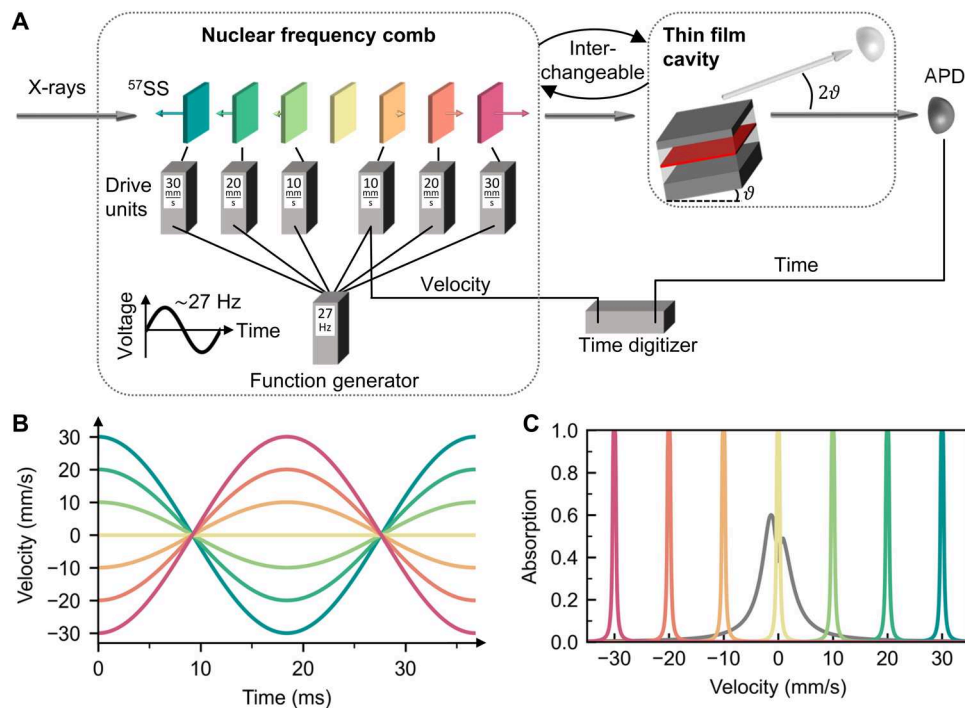 A
Nuclear frequency comb
Inter-
changeable
Thin film
cavity
X-rays
⁵⁷SS
2ϑ
APD
Drive
units
30 mm/s
20 mm/s
10 mm/s
10 mm/s
20 mm/s
30 mm/s
ϑ
Velocity
Time
~27 Hz
Voltage
Time
27
Hz
Function generator
Time digitizer
B
Velocity (mm/s)
30
20
10
0
−10
−20
−30
0
10
20
30
Time (ms)
C
Absorption
1.0
0.8
0.6
0.4
0.2
0.0
−30
−20
−10
0
10
20
30
Velocity (mm/s)